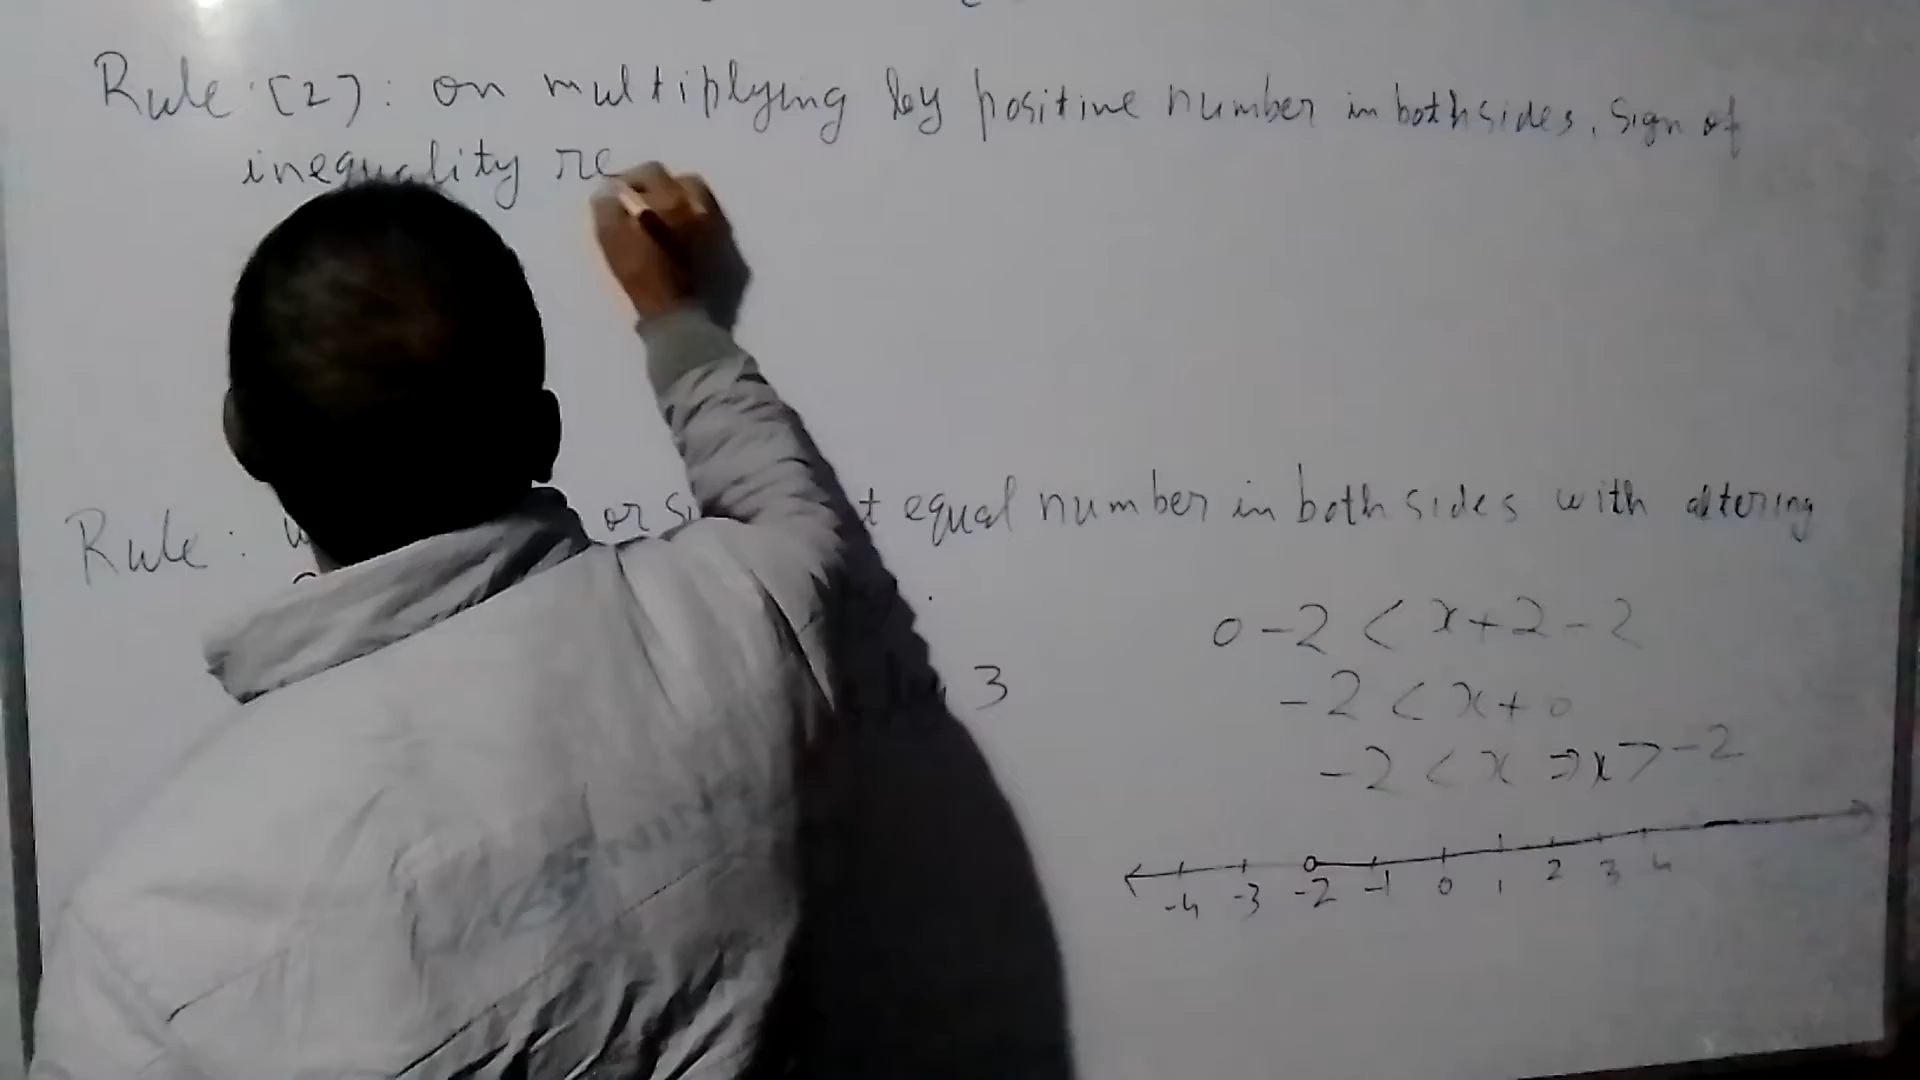 Rule (2): on multiplying by positive number in both sides, sign of
inequality re
Rule: or equal number in both sides with altering
0 - 2 < x + 2 - 2
3
-2 < x + 0
-2 < x ⇒ x > -2
-4 -3 -2 -1 0 1 2 3 4